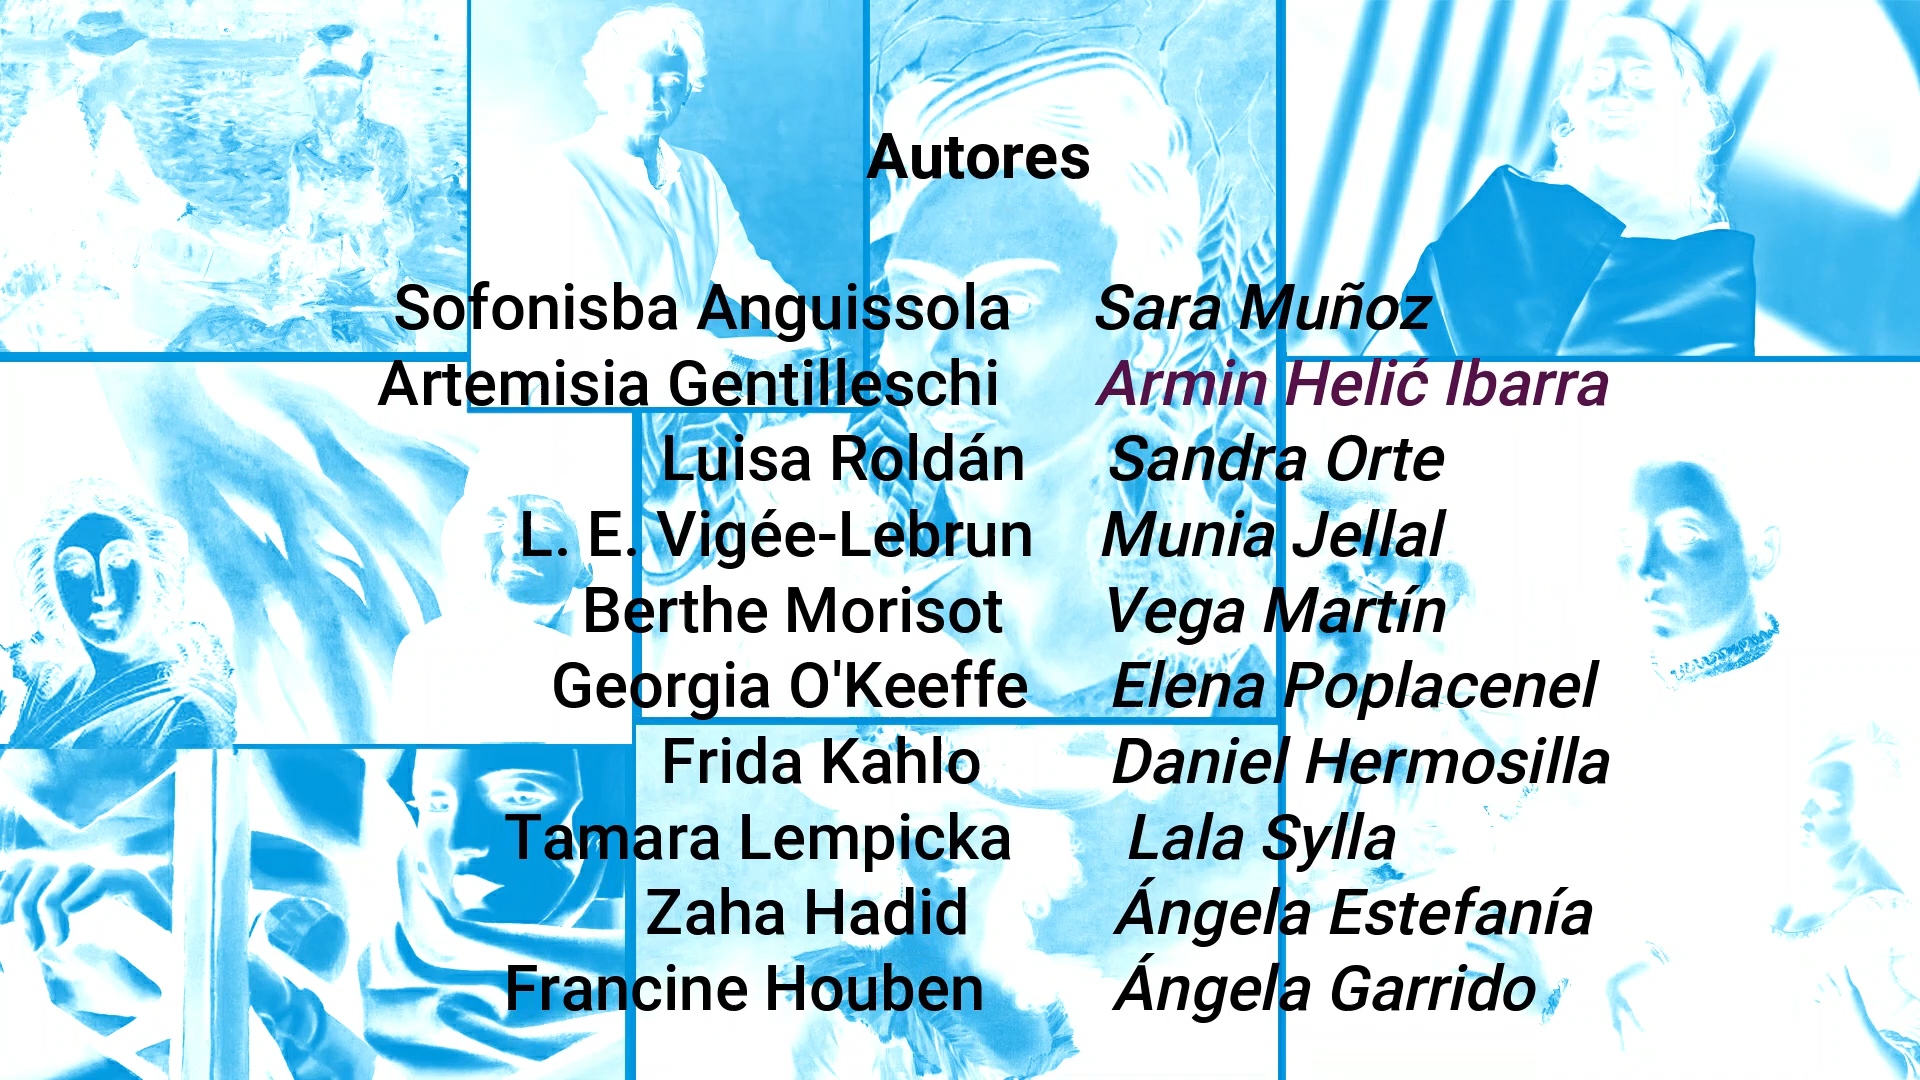 Autores
Sofonisba Anguissola Sara Muñoz
Artemisia Gentilleschi Armin Helić Ibarra
Luisa Roldán Sandra Orte
L. E. Vigée-Lebrun Munia Jellal
Berthe Morisot Vega Martín
Georgia O'Keeffe Elena Poplacenel
Frida Kahlo Daniel Hermosilla
Tamara Lempicka Lala Sylla
Zaha Hadid Ángela Estefanía
Francine Houben Ángela Garrido